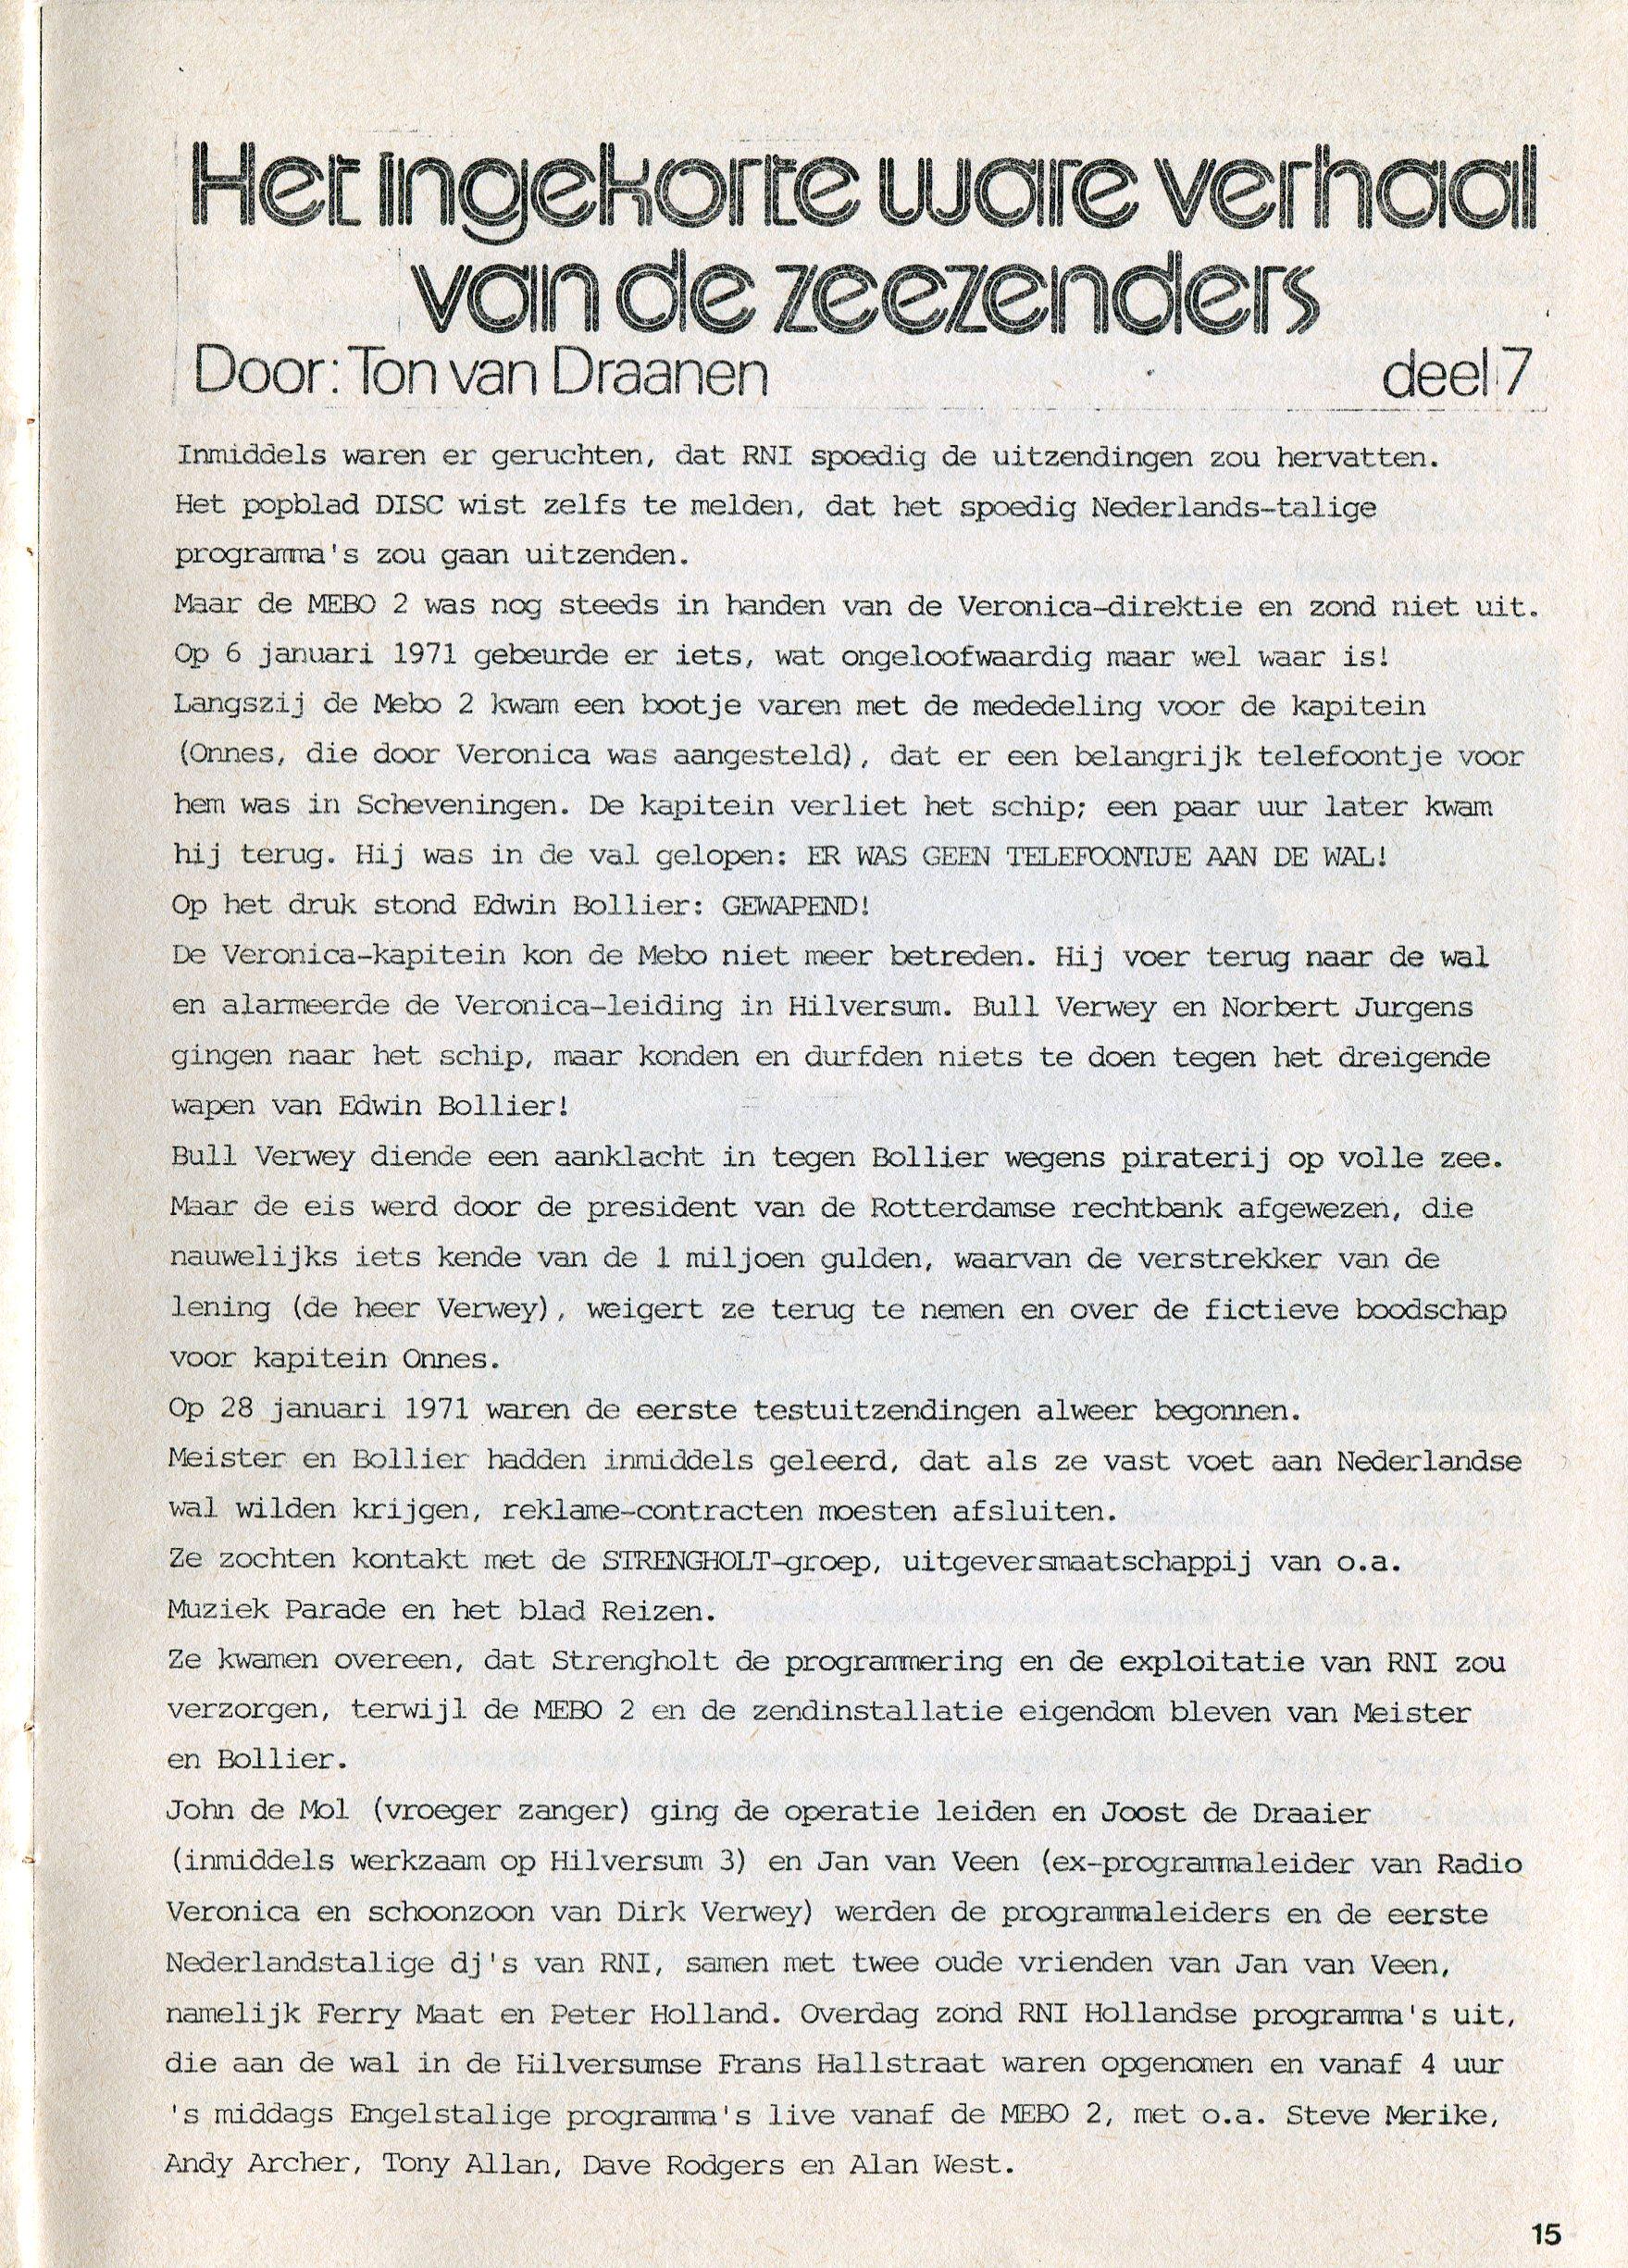 Het ingekorte ware verhaal
van de zeezenders
Door: Ton van Draanen deel 7
Inmiddels waren er geruchten, dat RNI spoedig de uitzendingen zou hervatten.
Het popblad DISC wist zelfs te melden, dat het spoedig Nederlands-talige
programma's zou gaan uitzenden.
Maar de MEBO 2 was nog steeds in handen van de Veronica-direktie en zond niet uit.
Op 6 januari 1971 gebeurde er iets, wat ongeloofwaardig maar wel waar is!
Langszij de Mebo 2 kwam een bootje varen met de mededeling voor de kapitein
(Onnes, die door Veronica was aangesteld), dat er een belangrijk telefoontje voor
hem was in Scheveningen. De kapitein verliet het schip; een paar uur later kwam
hij terug. Hij was in de val gelopen: ER WAS GEEN TELEFOONTJE AAN DE WAL!
Op het druk stond Edwin Bollier: GEWAPEND!
De Veronica-kapitein kon de Mebo niet meer betreden. Hij voer terug naar de wal
en alarmeerde de Veronica-leiding in Hilversum. Bull Verwey en Norbert Jurgens
gingen naar het schip, maar konden en durfden niets te doen tegen het dreigende
wapen van Edwin Bollier!
Bull Verwey diende een aanklacht in tegen Bollier wegens piraterij op volle zee.
Maar de eis werd door de president van de Rotterdamse rechtbank afgewezen, die
nauwelijks iets kende van de 1 miljoen gulden, waarvan de verstrekker van de
lening (de heer Verwey), weigert ze terug te nemen en over de fictieve boodschap
voor kapitein Onnes.
Op 28 januari 1971 waren de eerste testuitzendingen alweer begonnen.
Meister en Bollier hadden inmiddels geleerd, dat als ze vast voet aan Nederlandse
wal wilden krijgen, reklame-contracten moesten afsluiten.
Ze zochten kontakt met de STRENGHOLT-groep, uitgeversmaatschappij van o.a.
Muziek Parade en het blad Reizen.
Ze kwamen overeen, dat Strengholt de programmering en de exploitatie van RNI zou
verzorgen, terwijl de MEBO 2 en de zendinstallatie eigendom bleven van Meister
en Bollier.
John de Mol (vroeger zanger) ging de operatie leiden en Joost de Draaier
(inmiddels werkzaam op Hilversum 3) en Jan van Veen (ex-programmaleider van Radio
Veronica en schoonzoon van Dirk Verwey) werden de programmaleiders en de eerste
Nederlandstalige dj's van RNI, samen met twee oude vrienden van Jan van Veen,
namelijk Ferry Maat en Peter Holland. Overdag zond RNI Hollandse programma's uit,
die aan de wal in de Hilversumse Frans Hallstraat waren opgenomen en vanaf 4 uur
's middags Engelstalige programma's live vanaf de MEBO 2, met o.a. Steve Merike,
Andy Archer, Tony Allan, Dave Rodgers en Alan West.
15